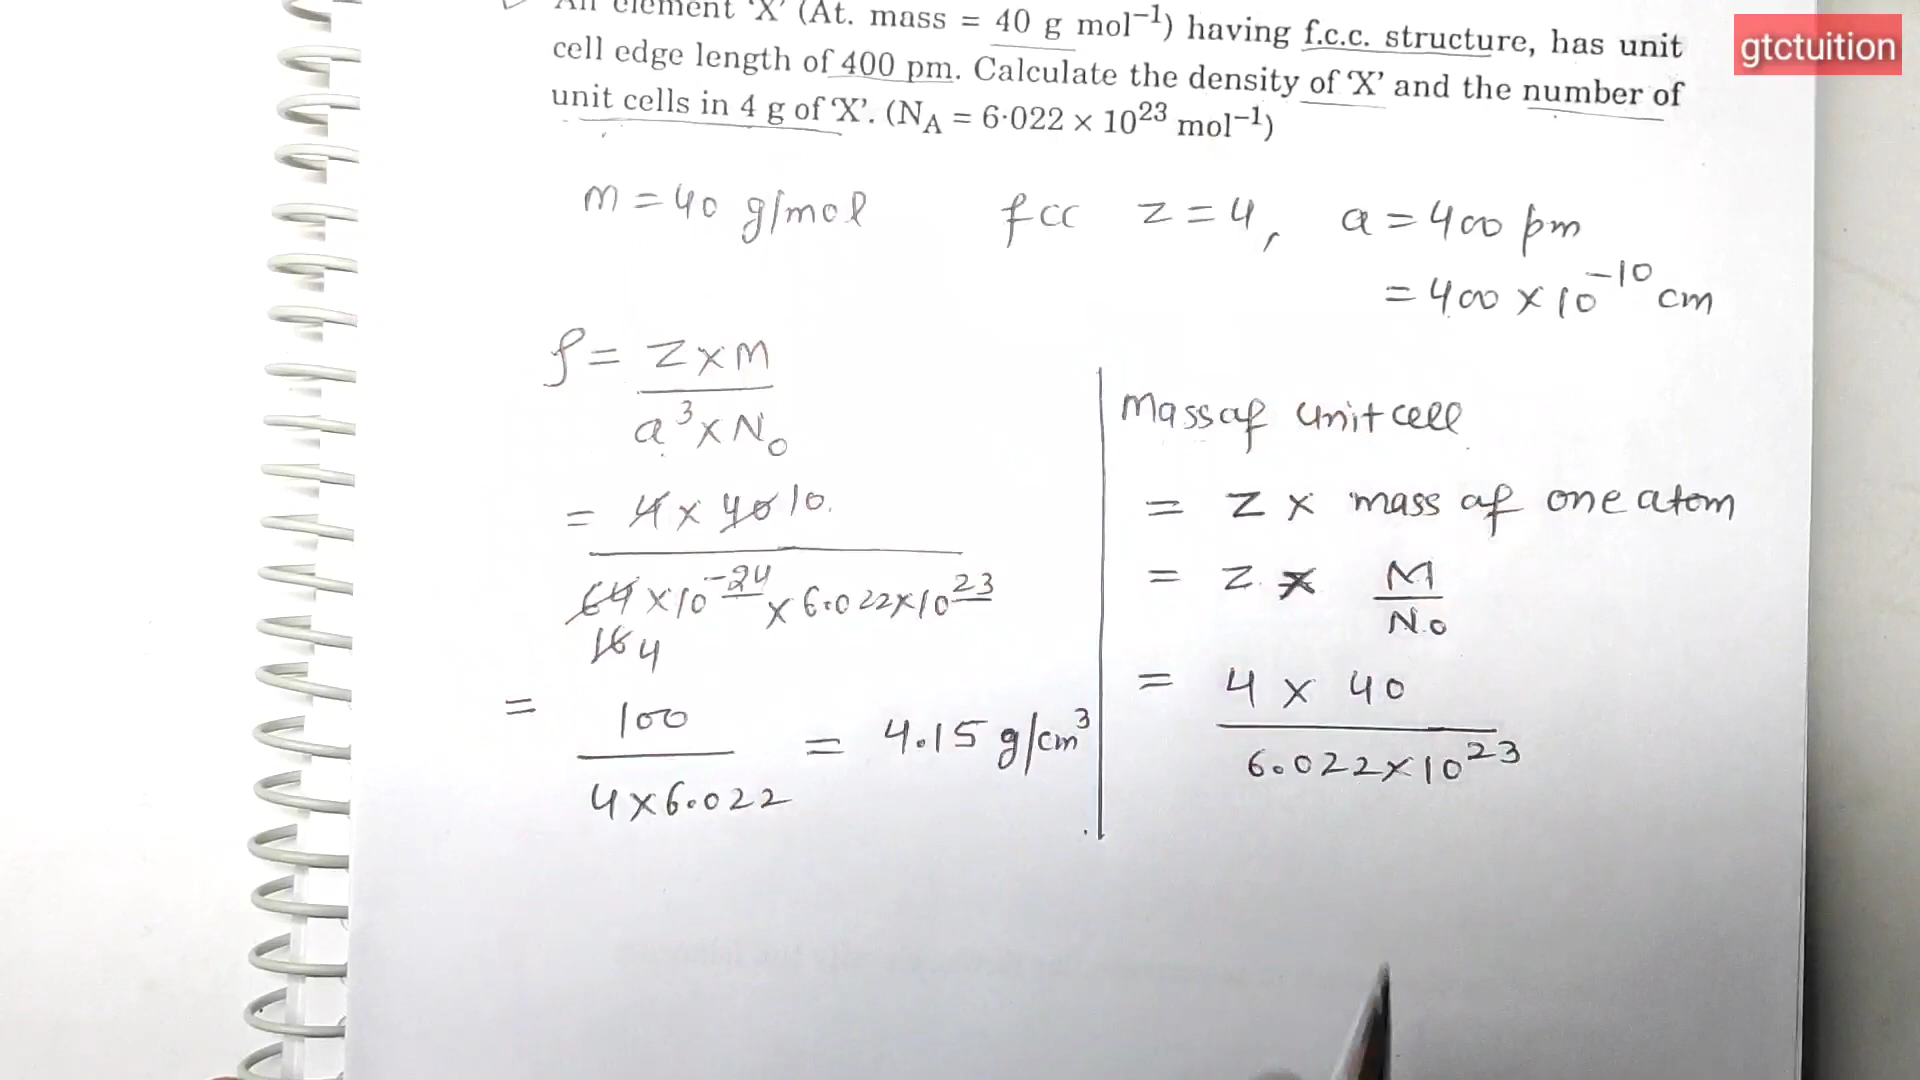 An element 'X' (At. mass = 40 g mol⁻¹) having f.c.c. structure, has unit
cell edge length of 400 pm. Calculate the density of 'X' and the number of
unit cells in 4 g of 'X'. (N_A = 6·022 × 10²³ mol⁻¹)
gtctuition
m = 40 g/mol fcc z = 4, a = 400 pm
= 400 × 10⁻¹⁰ cm
ρ = Z × M
a³ × N₀
= 4 × 40 10.
64 × 10⁻²⁴ × 6.022 × 10²³
16 4
= 100
4 × 6.022
= 4.15 g/cm³
Mass of unit cell
= Z × mass of one atom
= Z × M
N₀
= 4 × 40
6.022 × 10²³